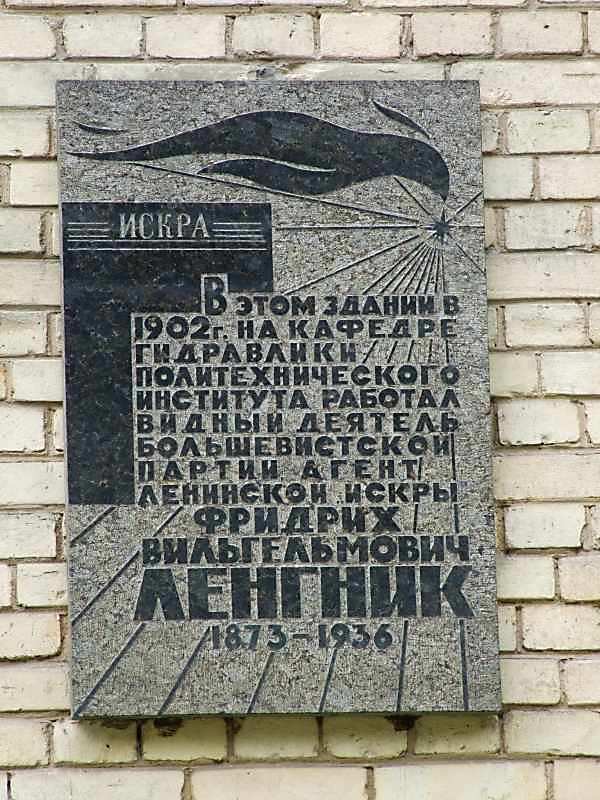 ИСКРА
В ЭТОМ ЗДАНИИ В
1902г. НА КАФЕДРЕ
ГИДРАВЛИКИ
ПОЛИТЕХНИЧЕСКОГО
ИНСТИТУТА РАБОТАЛ
ВИДНЫЙ ДЕЯТЕЛЬ
БОЛЬШЕВИСТСКОЙ
ПАРТИИ АГЕНТ
ЛЕНИНСКОЙ ИСКРЫ
ФРИДРИХ
ВИЛЬГЕЛЬМОВИЧ
ЛЕНГНИК
1873-1936